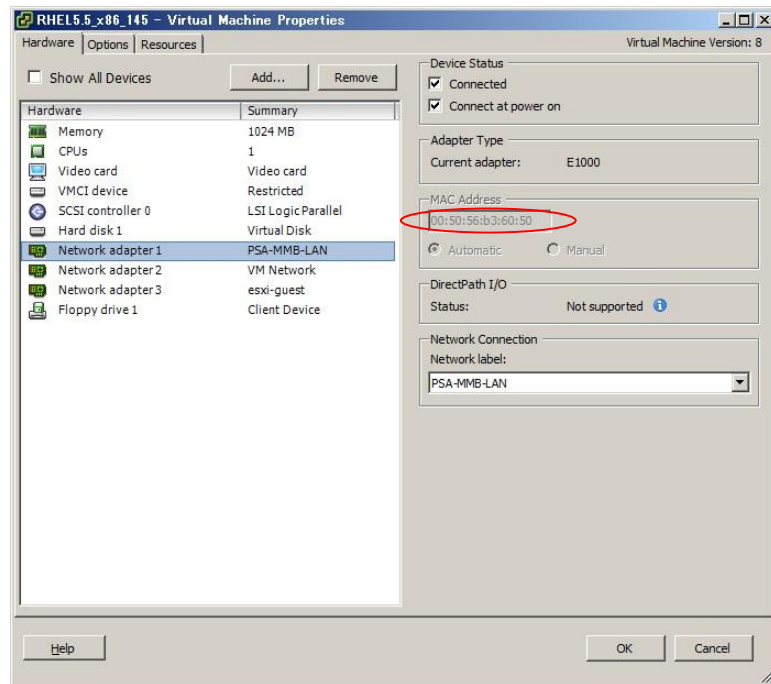 RHEL5.5_x86_145 - Virtual Machine Properties
Hardware Options Resources Virtual Machine Version: 8
Show All Devices Add... Remove
Hardware Summary
Memory 1024 MB
CPUs 1
Video card Video card
VMCI device Restricted
SCSI controller 0 LSI Logic Parallel
Hard disk 1 Virtual Disk
Network adapter 1 PSA-MMB-LAN
Network adapter 2 VM Network
Network adapter 3 esxi-guest
Floppy drive 1 Client Device
Device Status
Connected
Connect at power on
Adapter Type
Current adapter: E1000
MAC Address
00:50:56:b3:60:50
Automatic Manual
DirectPath I/O
Status: Not supported
Network Connection
Network label:
PSA-MMB-LAN
Help OK Cancel